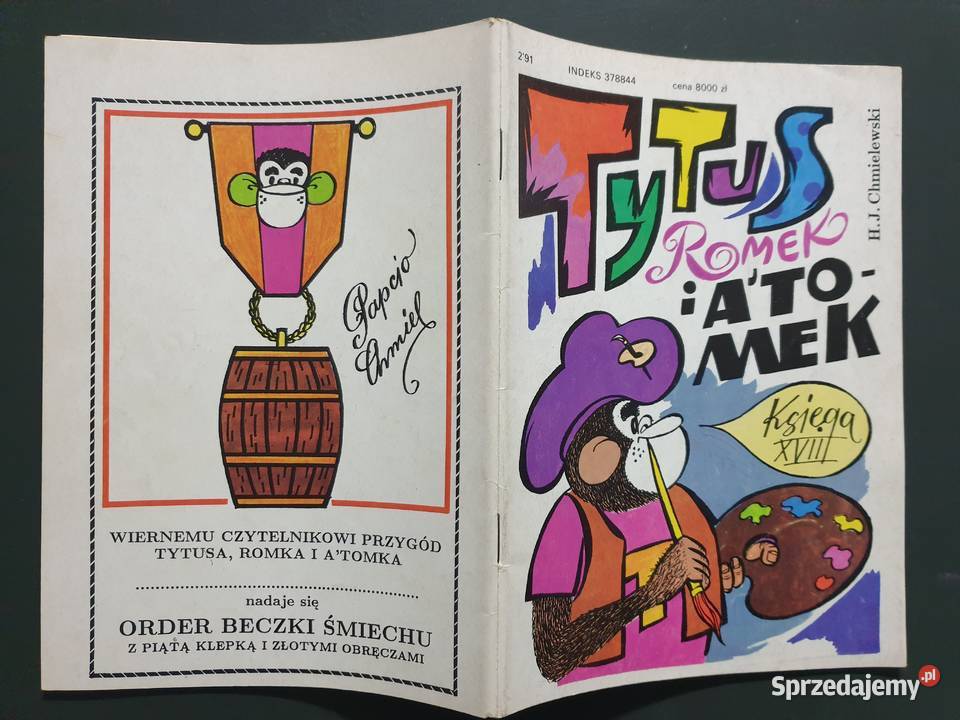 Papcio
Chmiel
WIERNEMU CZYTELNIKOWI PRZYGÓD
TYTUSA, ROMKA I A'TOMKA
nadaje się
ORDER BECZKI ŚMIECHU
Z PIĄTĄ KLEPKĄ I ZŁOTYMI OBRĘCZAMI
2'91
INDEKS 378844
cena 8000 zł
TYTUS
ROMEK
i A'TO-
MEK
H. J. Chmielewski
Księga
XVIII
T
Sprzedajemy.pl